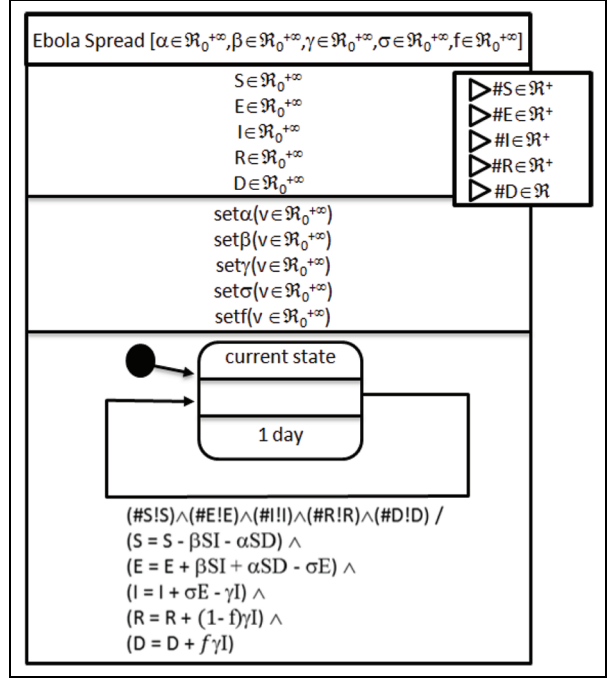 Ebola Spread [α∈ℜ₀⁺∞,β∈ℜ₀⁺∞,γ∈ℜ₀⁺∞,σ∈ℜ₀⁺∞,f∈ℜ₀⁺∞]
S∈ℜ₀⁺∞
E∈ℜ₀⁺∞
I∈ℜ₀⁺∞
R∈ℜ₀⁺∞
D∈ℜ₀⁺∞
#S∈ℜ⁺
#E∈ℜ⁺
#I∈ℜ⁺
#R∈ℜ⁺
#D∈ℜ
setα(v∈ℜ₀⁺∞)
setβ(v∈ℜ₀⁺∞)
setγ(v∈ℜ₀⁺∞)
setσ(v∈ℜ₀⁺∞)
setf(v ∈ℜ₀⁺∞)
current state
1 day
(#S!S)∧(#E!E)∧(#I!I)∧(#R!R)∧(#D!D) /
(S = S - βSI - αSD) ∧
(E = E + βSI + αSD - σE) ∧
(I = I + σE - γI) ∧
(R = R + (1- f)γI) ∧
(D = D + fγI)